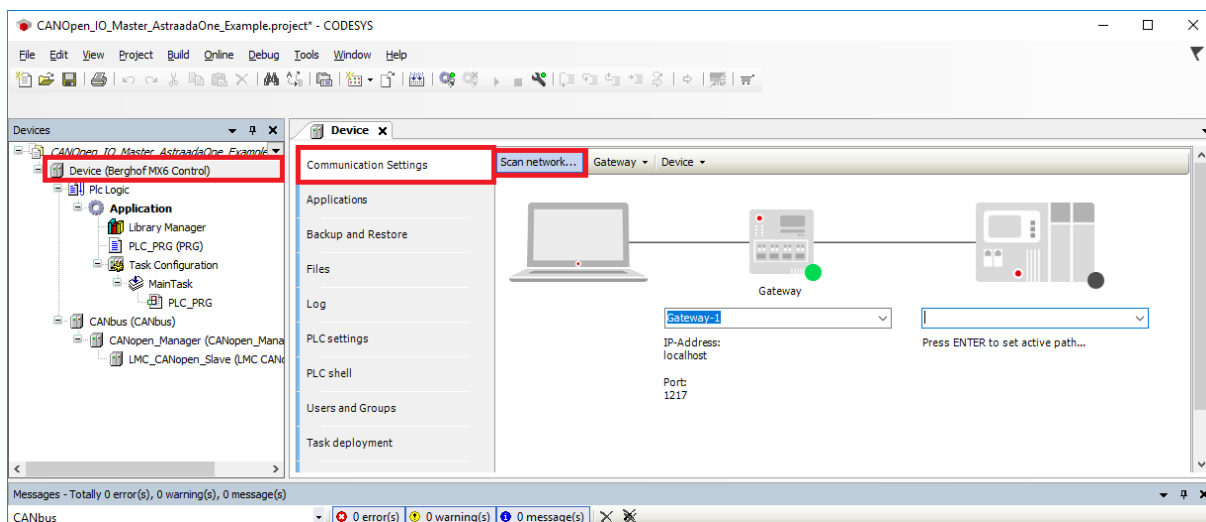 CANOpen_IO_Master_AstraadaOne_Example.project* - CODESYS
File Edit View Project Build Online Debug Tools Window Help
Devices
CANOpen_IO_Master_AstraadaOne_Example
Device (Berghof MX6 Control)
Plc Logic
Application
Library Manager
PLC_PRG (PRG)
Task Configuration
MainTask
PLC_PRG
CANbus (CANbus)
CANopen_Manager (CANopen_Mana
LMC_CANopen_Slave (LMC CANo
Device
Communication Settings
Applications
Backup and Restore
Files
Log
PLC settings
PLC shell
Users and Groups
Task deployment
Scan network... Gateway Device
Gateway
Gateway-1
IP-Address:
localhost
Port:
1217
Press ENTER to set active path...
Messages - Totally 0 error(s), 0 warning(s), 0 message(s)
CANbus 0 error(s) 0 warning(s) 0 message(s)